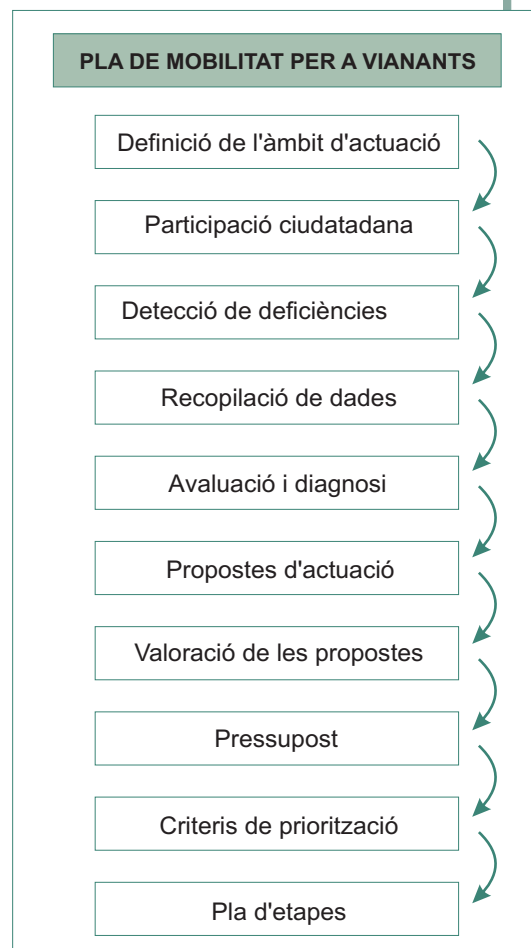 PLA DE MOBILITAT PER A VIANANTS
Definició de l'àmbit d'actuació
Participació ciudatadana
Detecció de deficiències
Recopilació de dades
Avaluació i diagnosi
Propostes d'actuació
Valoració de les propostes
Pressupost
Criteris de priorització
Pla d'etapes